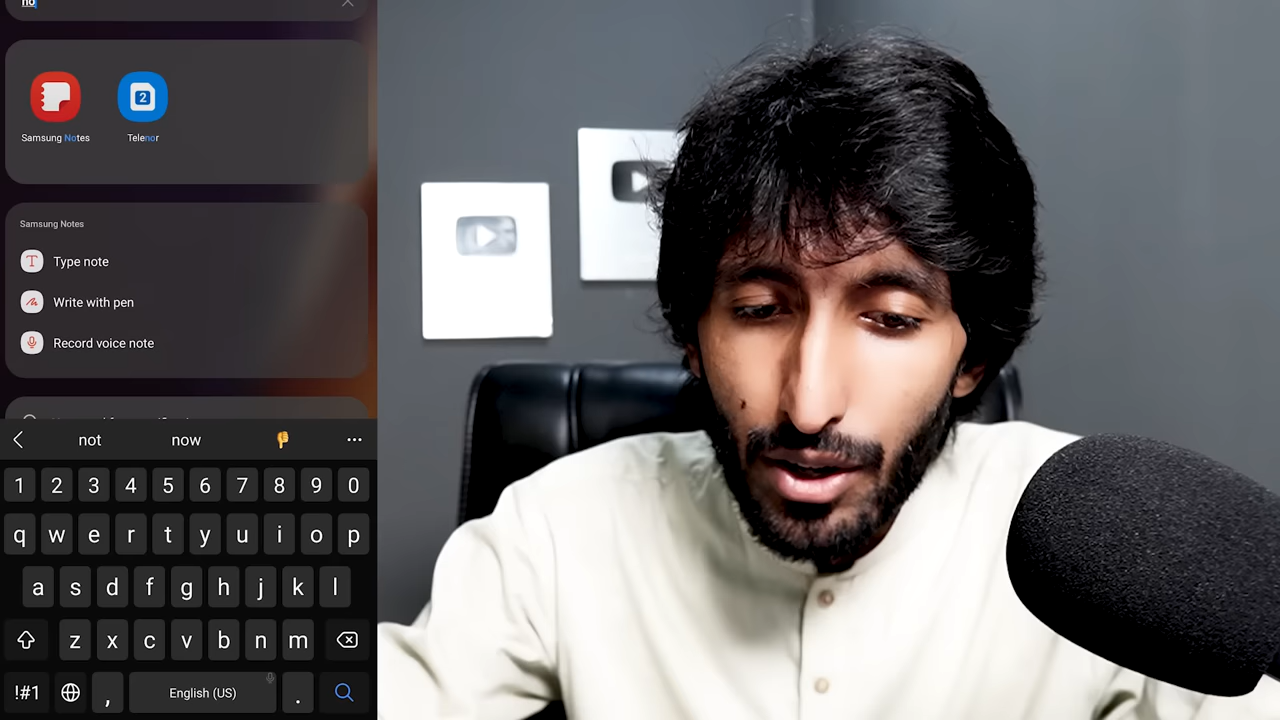 no
Samsung Notes
Telenor
Samsung Notes
Type note
Write with pen
Record voice note
not now
1 2 3 4 5 6 7 8 9 0
q w e r t y u i o p
a s d f g h j k l
z x c v b n m
!#1 , English (US) .